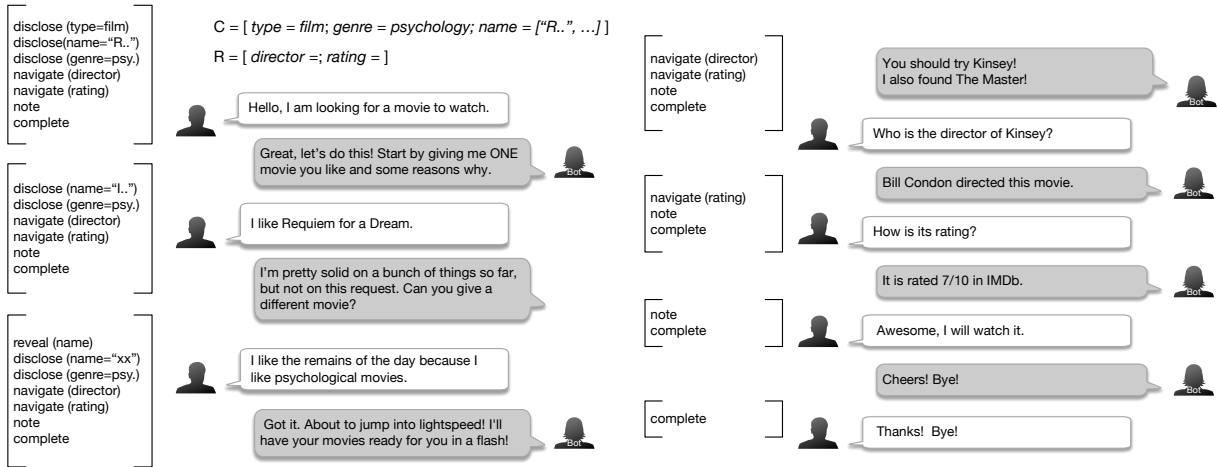 disclose (type=film)
disclose(name="R..")
disclose (genre=psy.)
navigate (director)
navigate (rating)
note
complete
C = [ type = film; genre = psychology; name = ["R..", ...] ]
R = [ director =; rating = ]
Hello, I am looking for a movie to watch.
Great, let's do this! Start by giving me ONE
movie you like and some reasons why.
Bot
disclose (name="I..")
disclose (genre=psy.)
navigate (director)
navigate (rating)
note
complete
I like Requiem for a Dream.
I'm pretty solid on a bunch of things so far,
but not on this request. Can you give a
different movie?
reveal (name)
disclose (name="xx")
disclose (genre=psy.)
navigate (director)
navigate (rating)
note
complete
I like the remains of the day because I
like psychological movies.
Got it. About to jump into lightspeed! I'll
have your movies ready for you in a flash!
Bot
navigate (director)
navigate (rating)
note
complete
You should try Kinsey!
I also found The Master!
Bot
Who is the director of Kinsey?
Bill Condon directed this movie.
Bot
navigate (rating)
note
complete
How is its rating?
It is rated 7/10 in IMDb.
Bot
note
complete
Awesome, I will watch it.
Cheers! Bye!
Bot
complete
Thanks!  Bye!